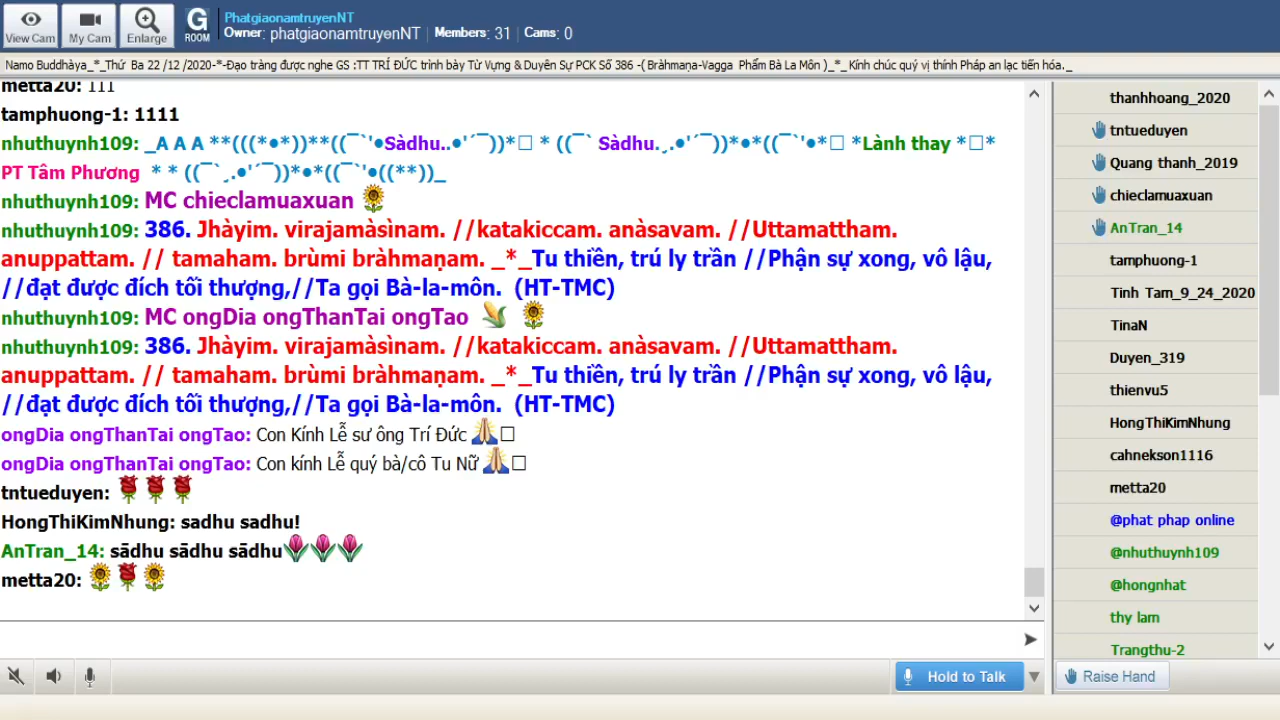 View Cam
My Cam
Enlarge
G
ROOM
PhatgiaonamtruyenNT
Owner: phatgiaonamtruyenNT | Members: 31 | Cams: 0
Namo Buddhàya_*_Thứ Ba 22 /12 /2020-*-Đạo tràng được nghe GS :TT TRÍ ĐỨC trình bày Từ Vựng & Duyên Sự PCK Số 386 -( Bràhmaṇa-Vagga Phẩm Bà La Môn )_*_ Kính chúc quý vị thính Pháp an lạc tiến hóa._
metta20: 111
tamphuong-1: 1111
nhuthuynh109: _A A A **(((*•*))**((¯`'•Sàdhu..•'´¯))*□ * ((¯` Sàdhu.¸.•'´¯))*•*((¯`'•*□ *Lành thay *□*
PT Tâm Phương * * ((¯`¸.•'´¯))*•*((¯`'•((**))_
nhuthuynh109: MC chieclamuaxuan 🌻
nhuthuynh109: 386. Jhàyim. virajamàsìnam. //katakiccam. anàsavam. //Uttamattham.
anuppattam. // tamaham. brùmi bràhmaṇam. _*_Tu thiền, trú ly trần //Phận sự xong, vô lậu,
//đạt được đích tối thượng,//Ta gọi Bà-la-môn. (HT-TMC)
nhuthuynh109: MC ongDia ongThanTai ongTao 🌽 🌻
nhuthuynh109: 386. Jhàyim. virajamàsìnam. //katakiccam. anàsavam. //Uttamattham.
anuppattam. // tamaham. brùmi bràhmaṇam. _*_Tu thiền, trú ly trần //Phận sự xong, vô lậu,
//đạt được đích tối thượng,//Ta gọi Bà-la-môn. (HT-TMC)
ongDia ongThanTai ongTao: Con Kính Lễ sư ông Trí Đức 🙏□
ongDia ongThanTai ongTao: Con kính Lễ quý bà/cô Tu Nữ 🙏□
tntueduyen: 🌹🌹🌹
HongThiKimNhung: sadhu sadhu!
AnTran_14: sādhu sādhu sādhu🌷🌷🌷
metta20: 🌻🌹🌻
Hold to Talk
thanhhoang_2020
tntueduyen
Quang thanh_2019
chieclamuaxuan
AnTran_14
tamphuong-1
Tinh Tam_9_24_2020
TinaN
Duyen_319
thienvu5
HongThiKimNhung
cahnekson1116
metta20
@phat phap online
@nhuthuynh109
@hongnhat
thy lam
Trangthu-2
Raise Hand